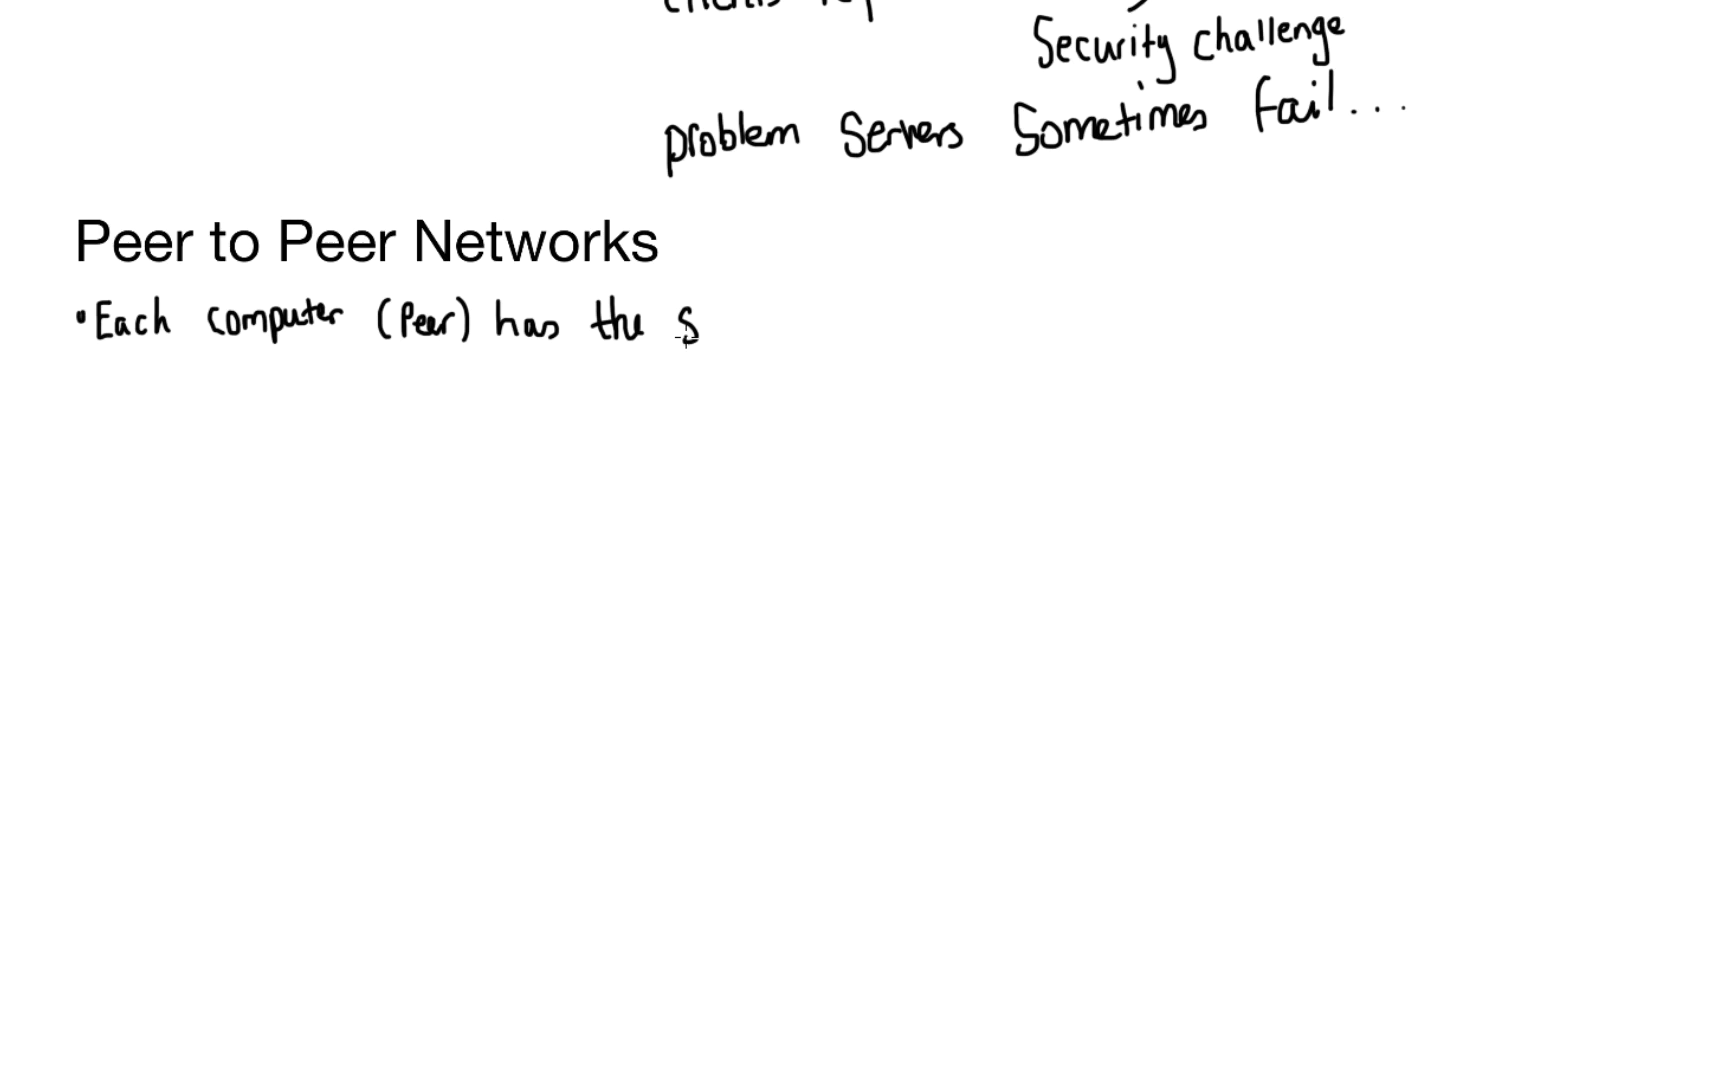 Security challenge
problem Servers Sometimes Fail...
Peer to Peer Networks
•Each computer (Peer) has the s